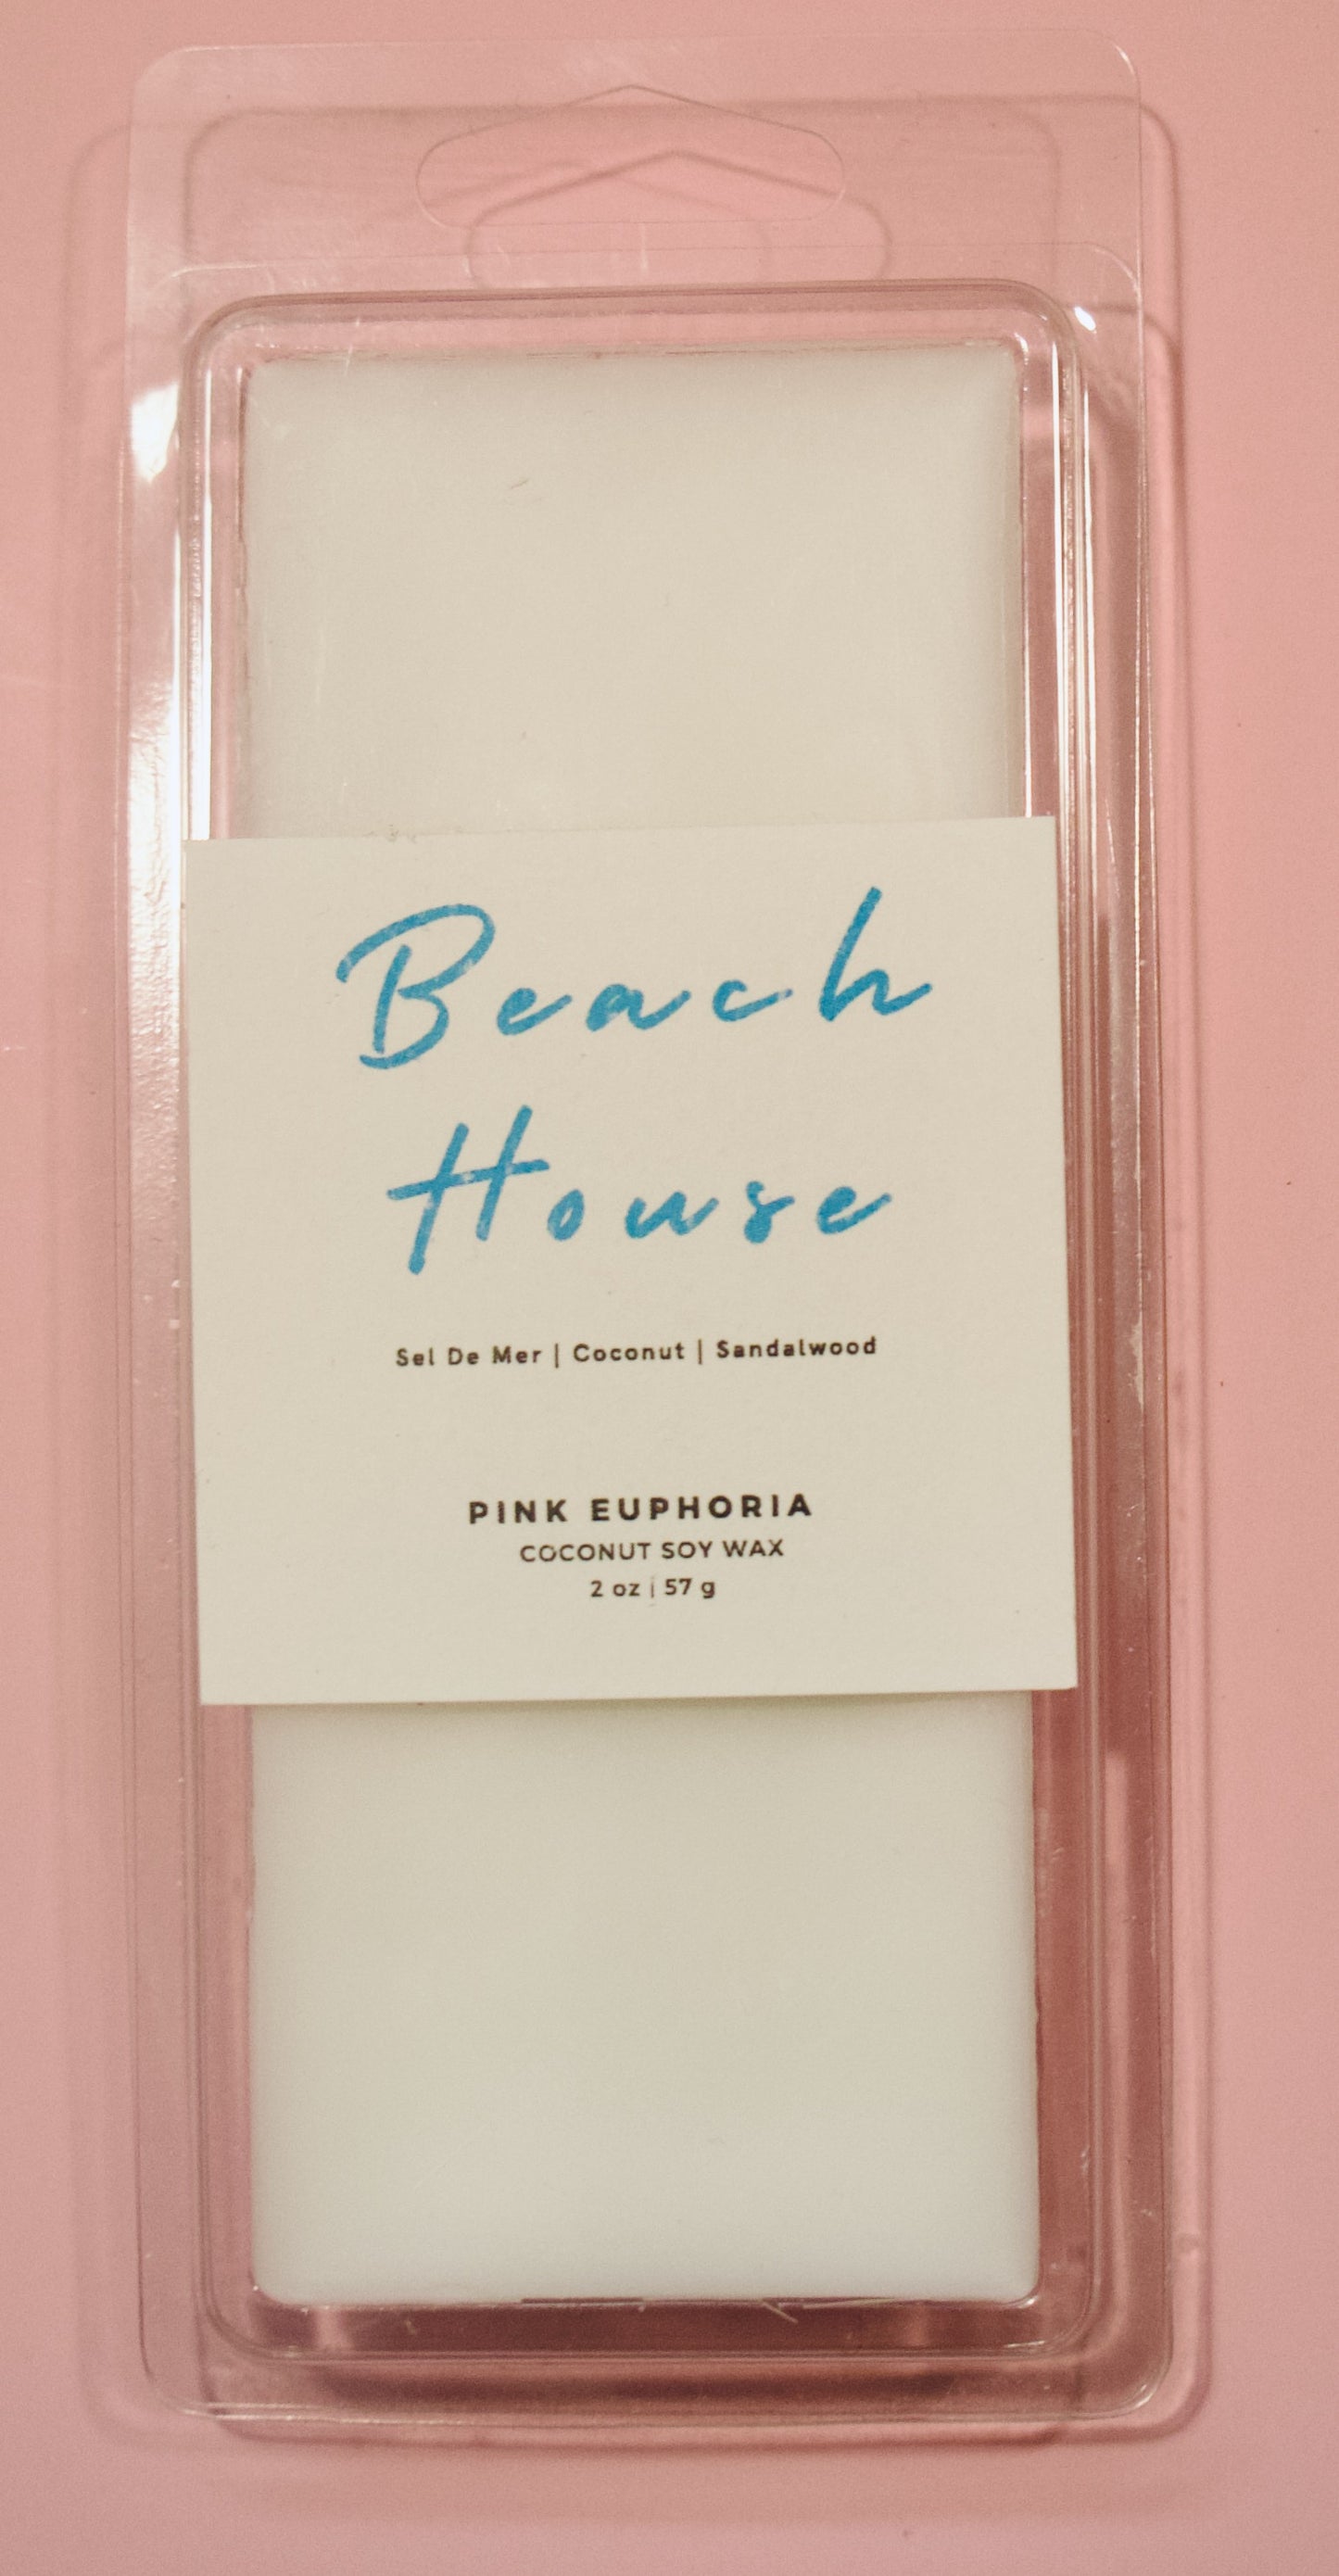 Beach
House
Sel De Mer | Coconut | Sandalwood
PINK EUPHORIA
COCONUT SOY WAX
2 oz | 57 g